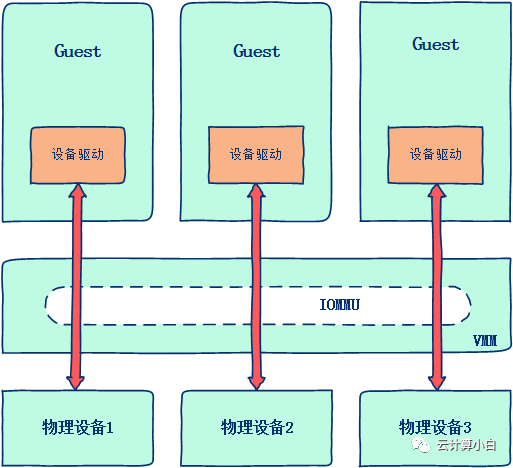 Guest
Guest
Guest
设备驱动
设备驱动
设备驱动
IOMMU
VMM
物理设备1
物理设备2
物理设备3
云计算小白